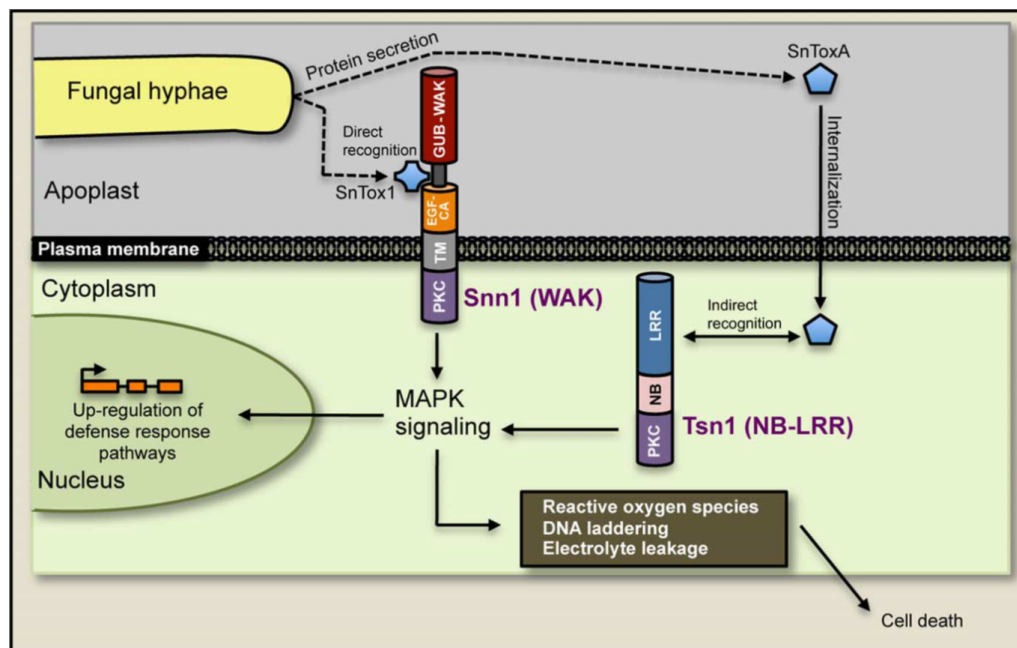 Fungal hyphae
Protein secretion
SnToxA
GUB-WAK
Direct
recognition
SnTox1
Internalization
Apoplast
EGF-
CA
Plasma membrane
TM
Cytoplasm
PKC
Snn1 (WAK)
LRR
Indirect
recognition
NB
PKC
Tsn1 (NB-LRR)
MAPK
signaling
Up-regulation of
defense response
pathways
Nucleus
Reactive oxygen species
DNA laddering
Electrolyte leakage
Cell death